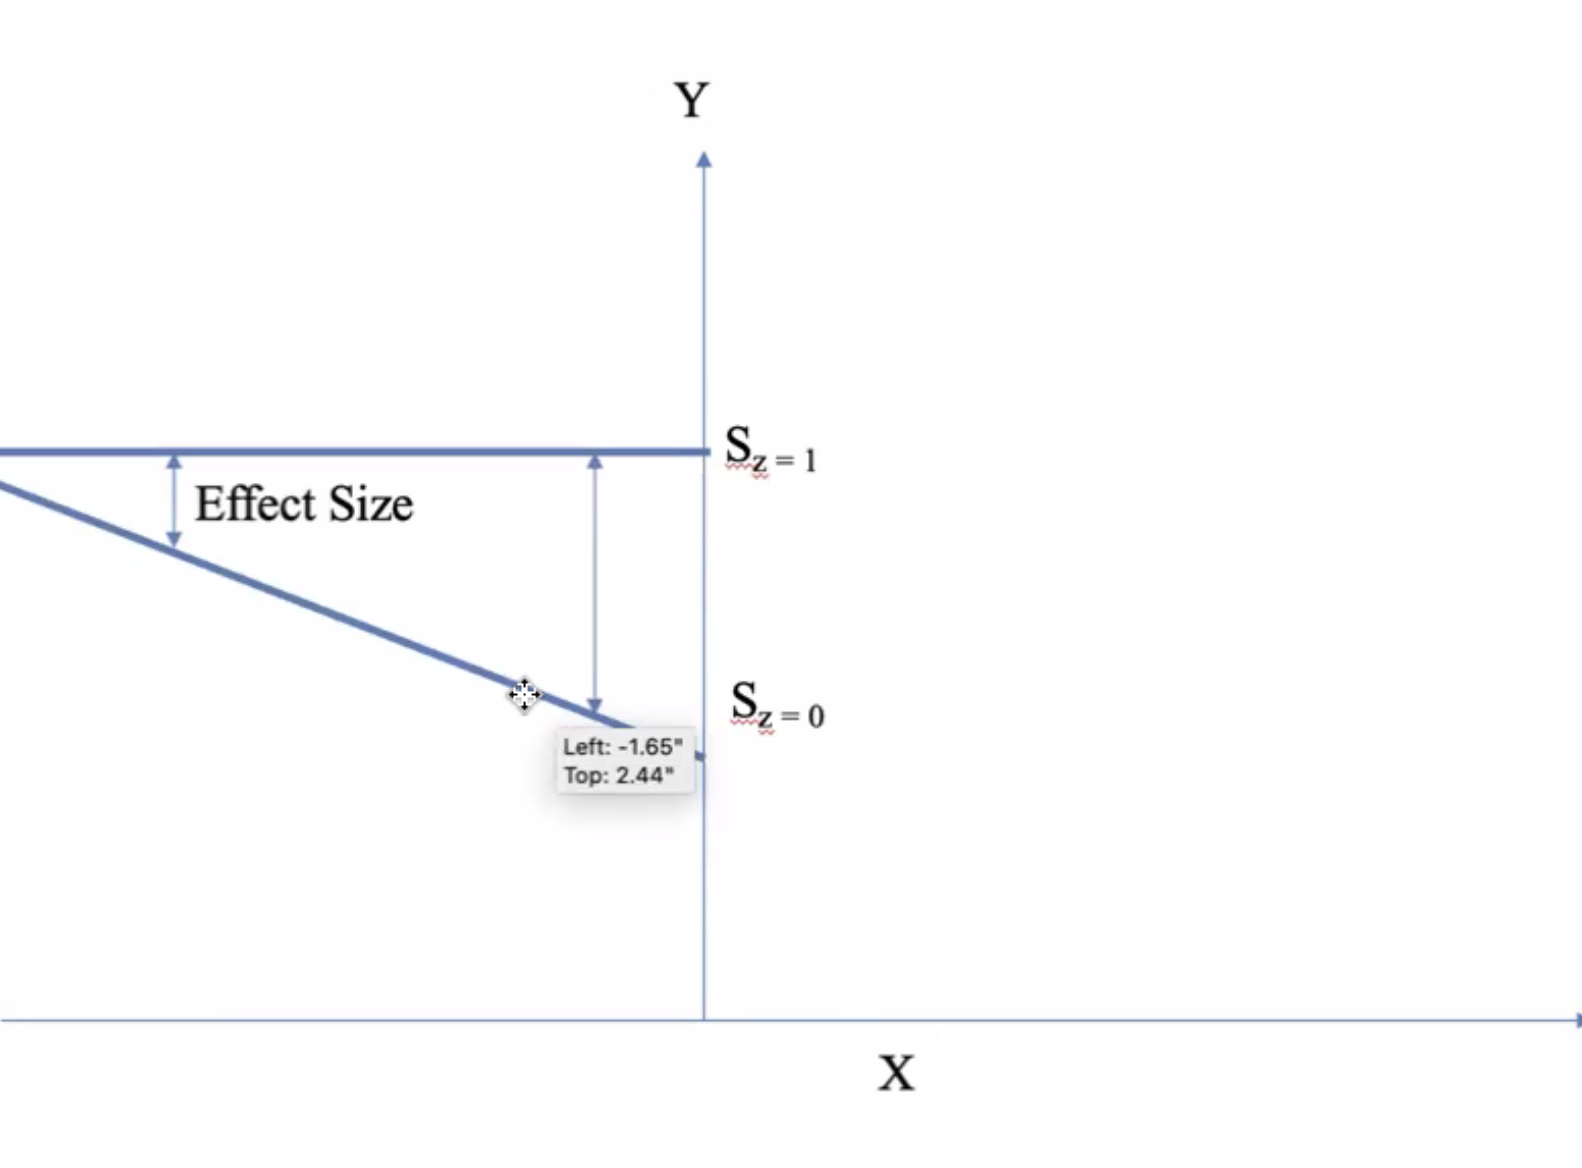 Y
Sz = 1
Effect Size
Sz = 0
Left: -1.65"
Top: 2.44"
X